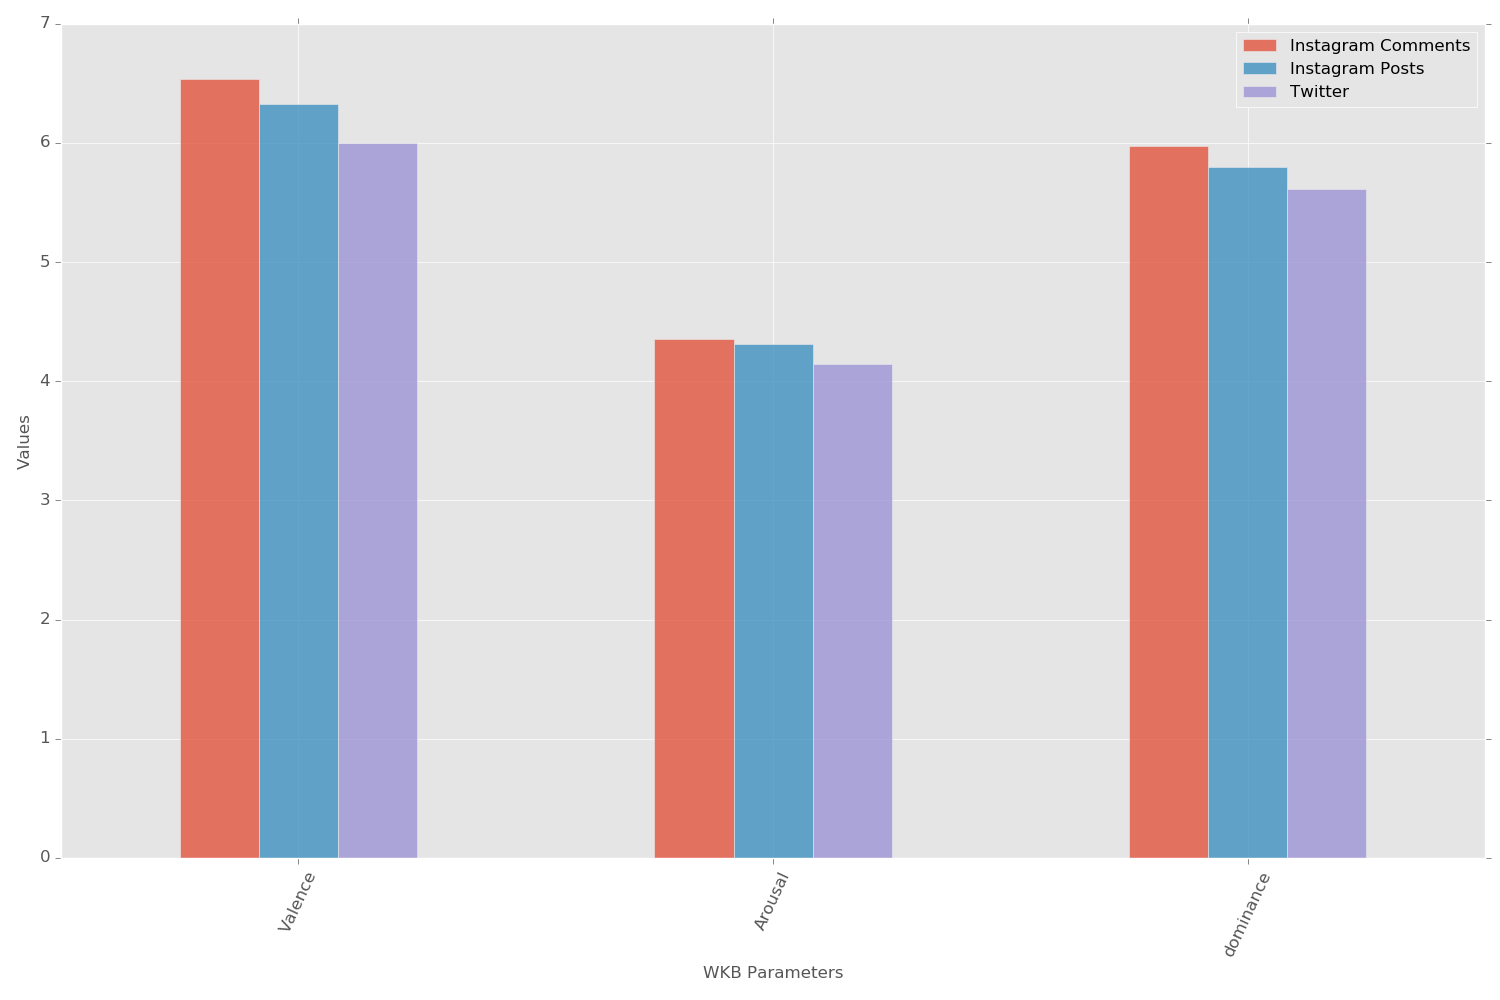 7
6
5
4
3
2
1
0
Values
Instagram Comments
Instagram Posts
Twitter
Valence
Arousal
dominance
WKB Parameters